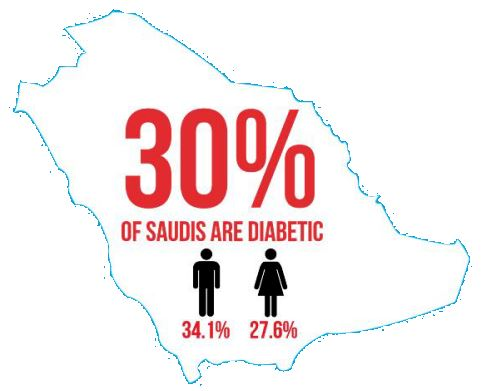 30%
OF SAUDIS ARE DIABETIC
34.1% 27.6%